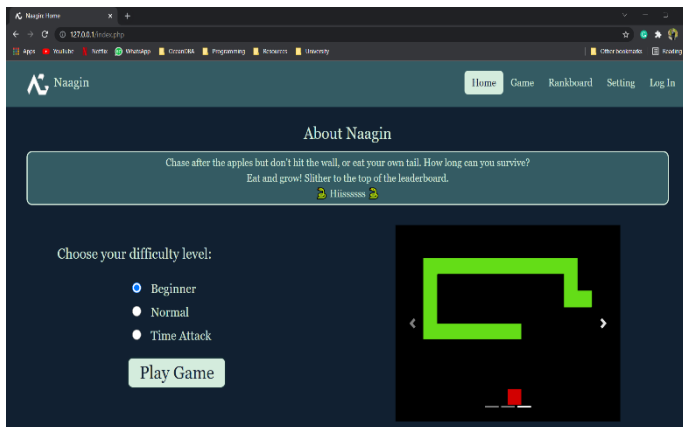 Naagin Home
127.0.0.1/index.php
Apps YouTube Netflix WhatsApp OceanDNA Programming Resources University Other bookmarks Reading
Naagin Home Game Rankboard Setting Log In
About Naagin
Chase after the apples but don't hit the wall, or eat your own tail. How long can you survive?
Eat and grow! Slither to the top of the leaderboard.
Hiissssss
Choose your difficulty level:
Beginner
Normal
Time Attack
Play Game